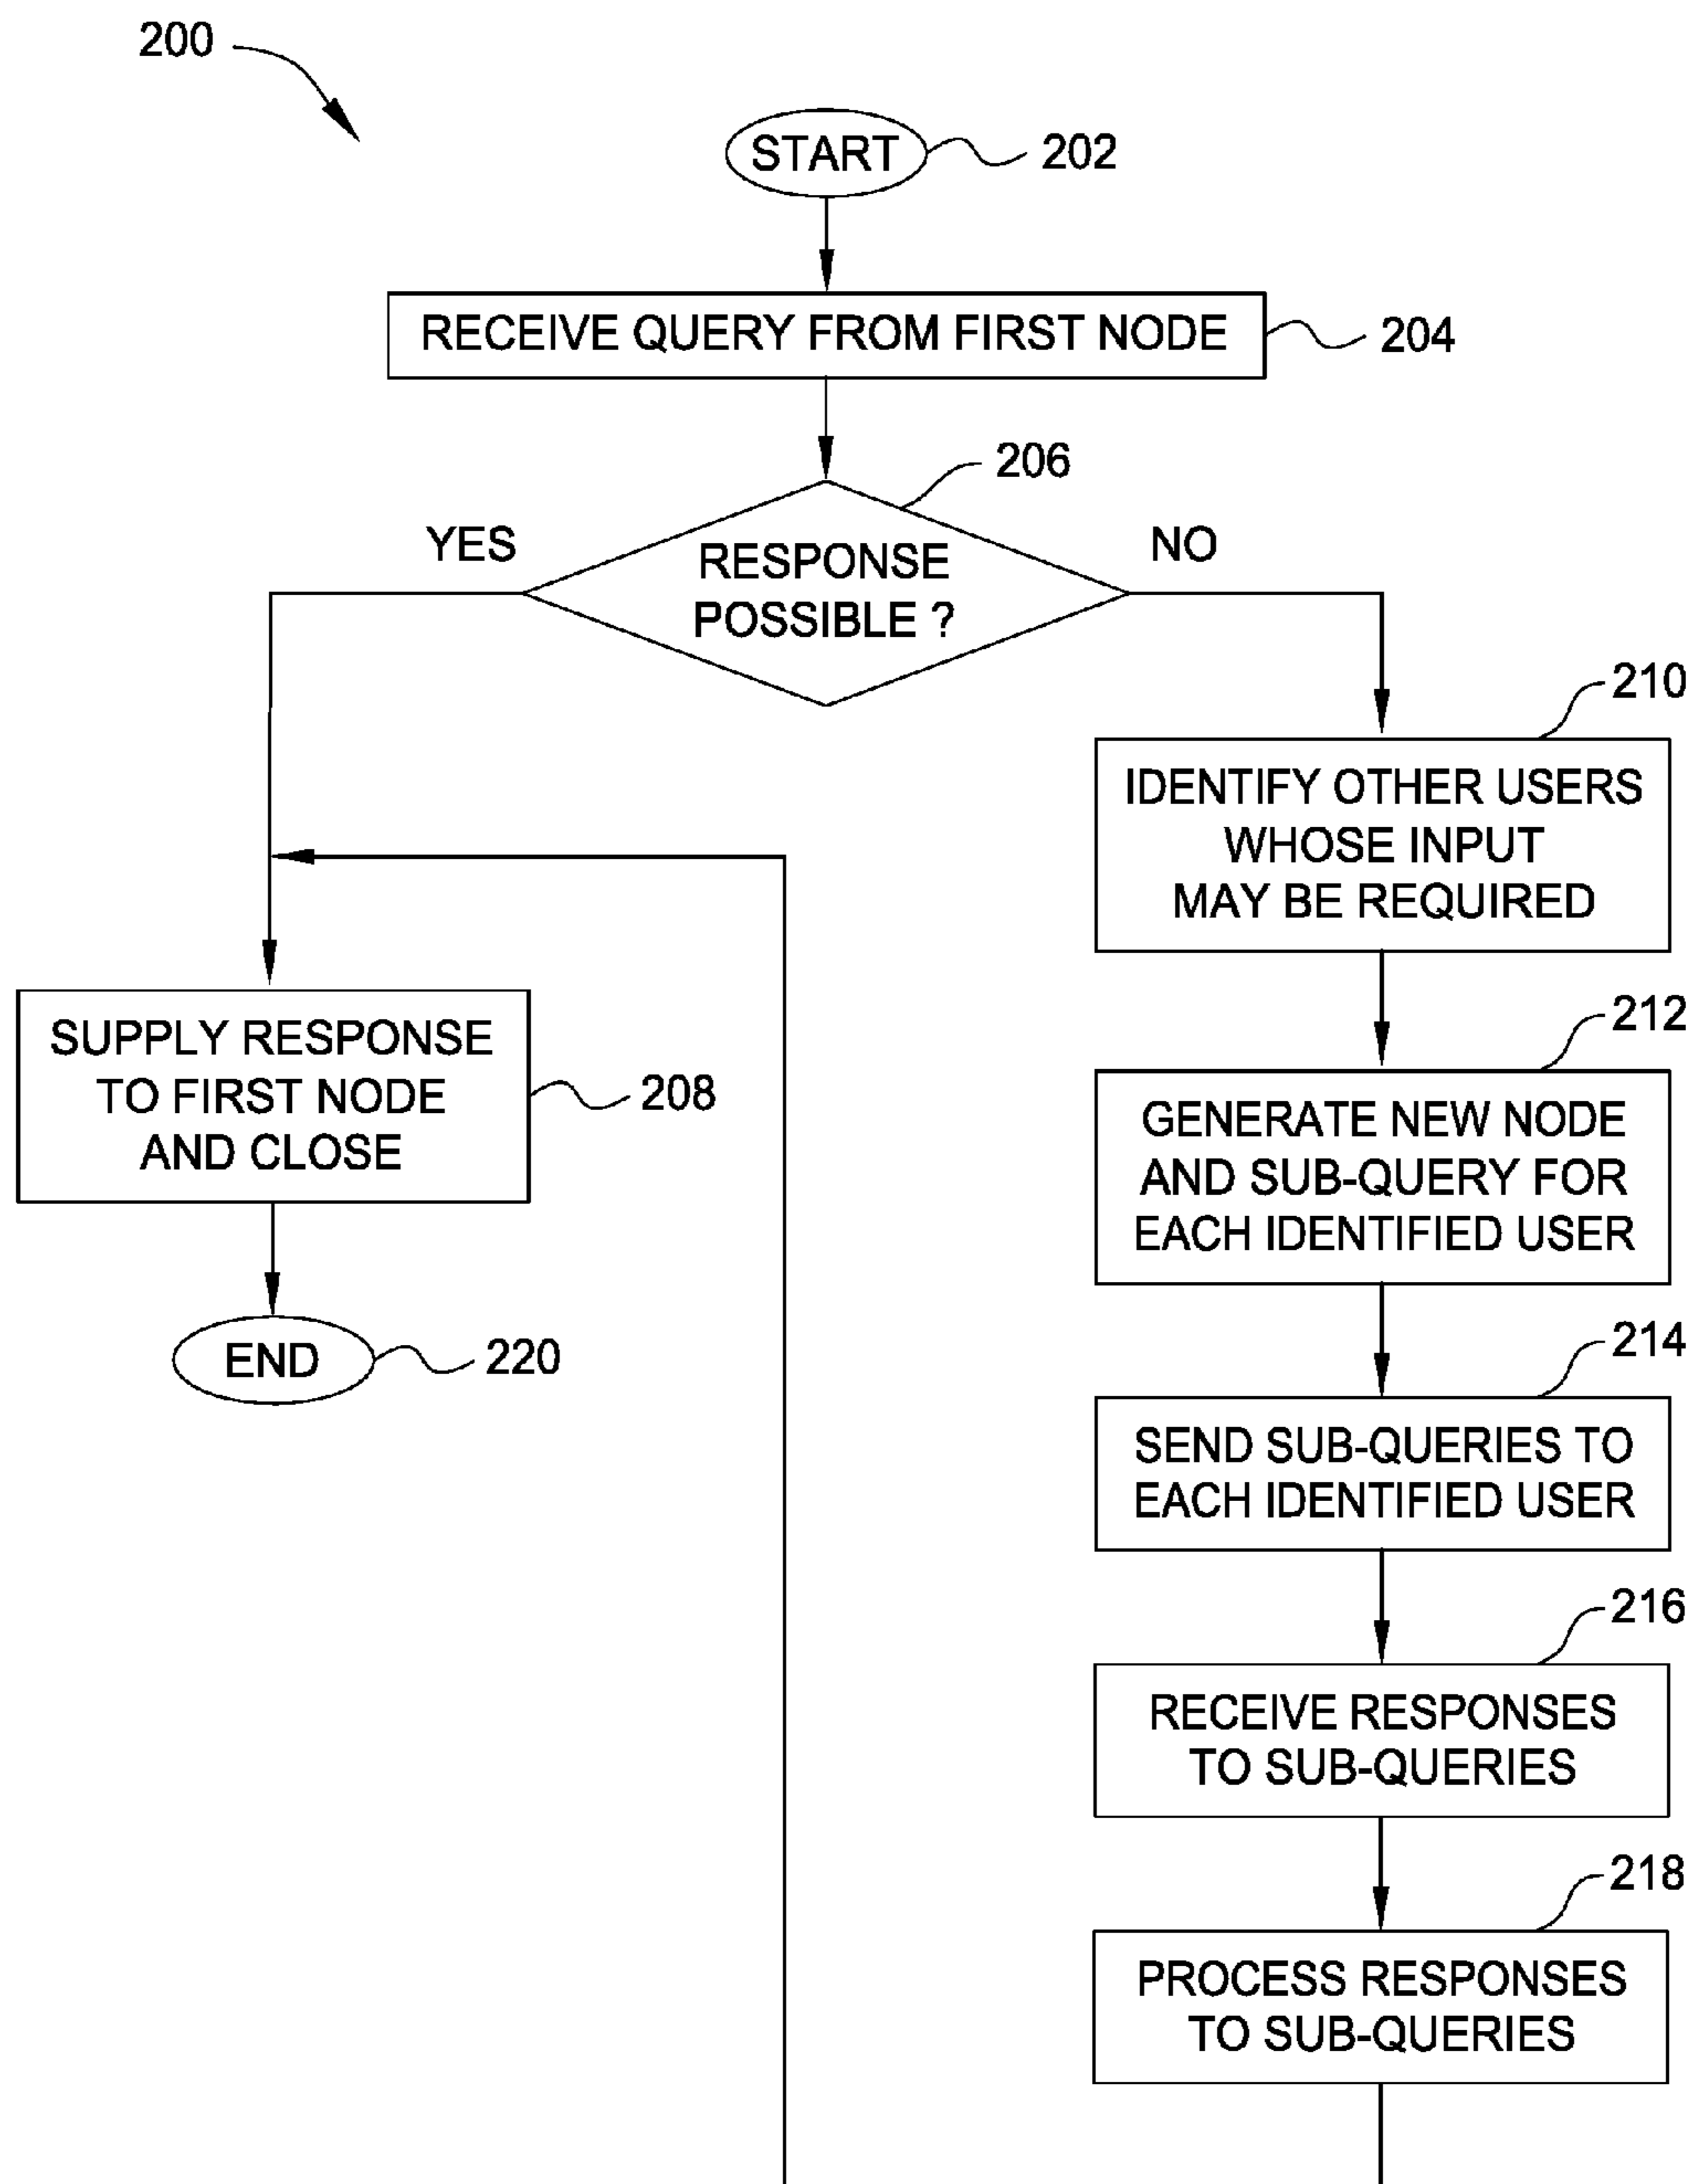 200
START
202
RECEIVE QUERY FROM FIRST NODE
204
206
YES
RESPONSE
POSSIBLE ?
NO
210
IDENTIFY OTHER USERS
WHOSE INPUT
MAY BE REQUIRED
SUPPLY RESPONSE
TO FIRST NODE
AND CLOSE
208
212
GENERATE NEW NODE
AND SUB-QUERY FOR
EACH IDENTIFIED USER
END
220
214
SEND SUB-QUERIES TO
EACH IDENTIFIED USER
216
RECEIVE RESPONSES
TO SUB-QUERIES
218
PROCESS RESPONSES
TO SUB-QUERIES